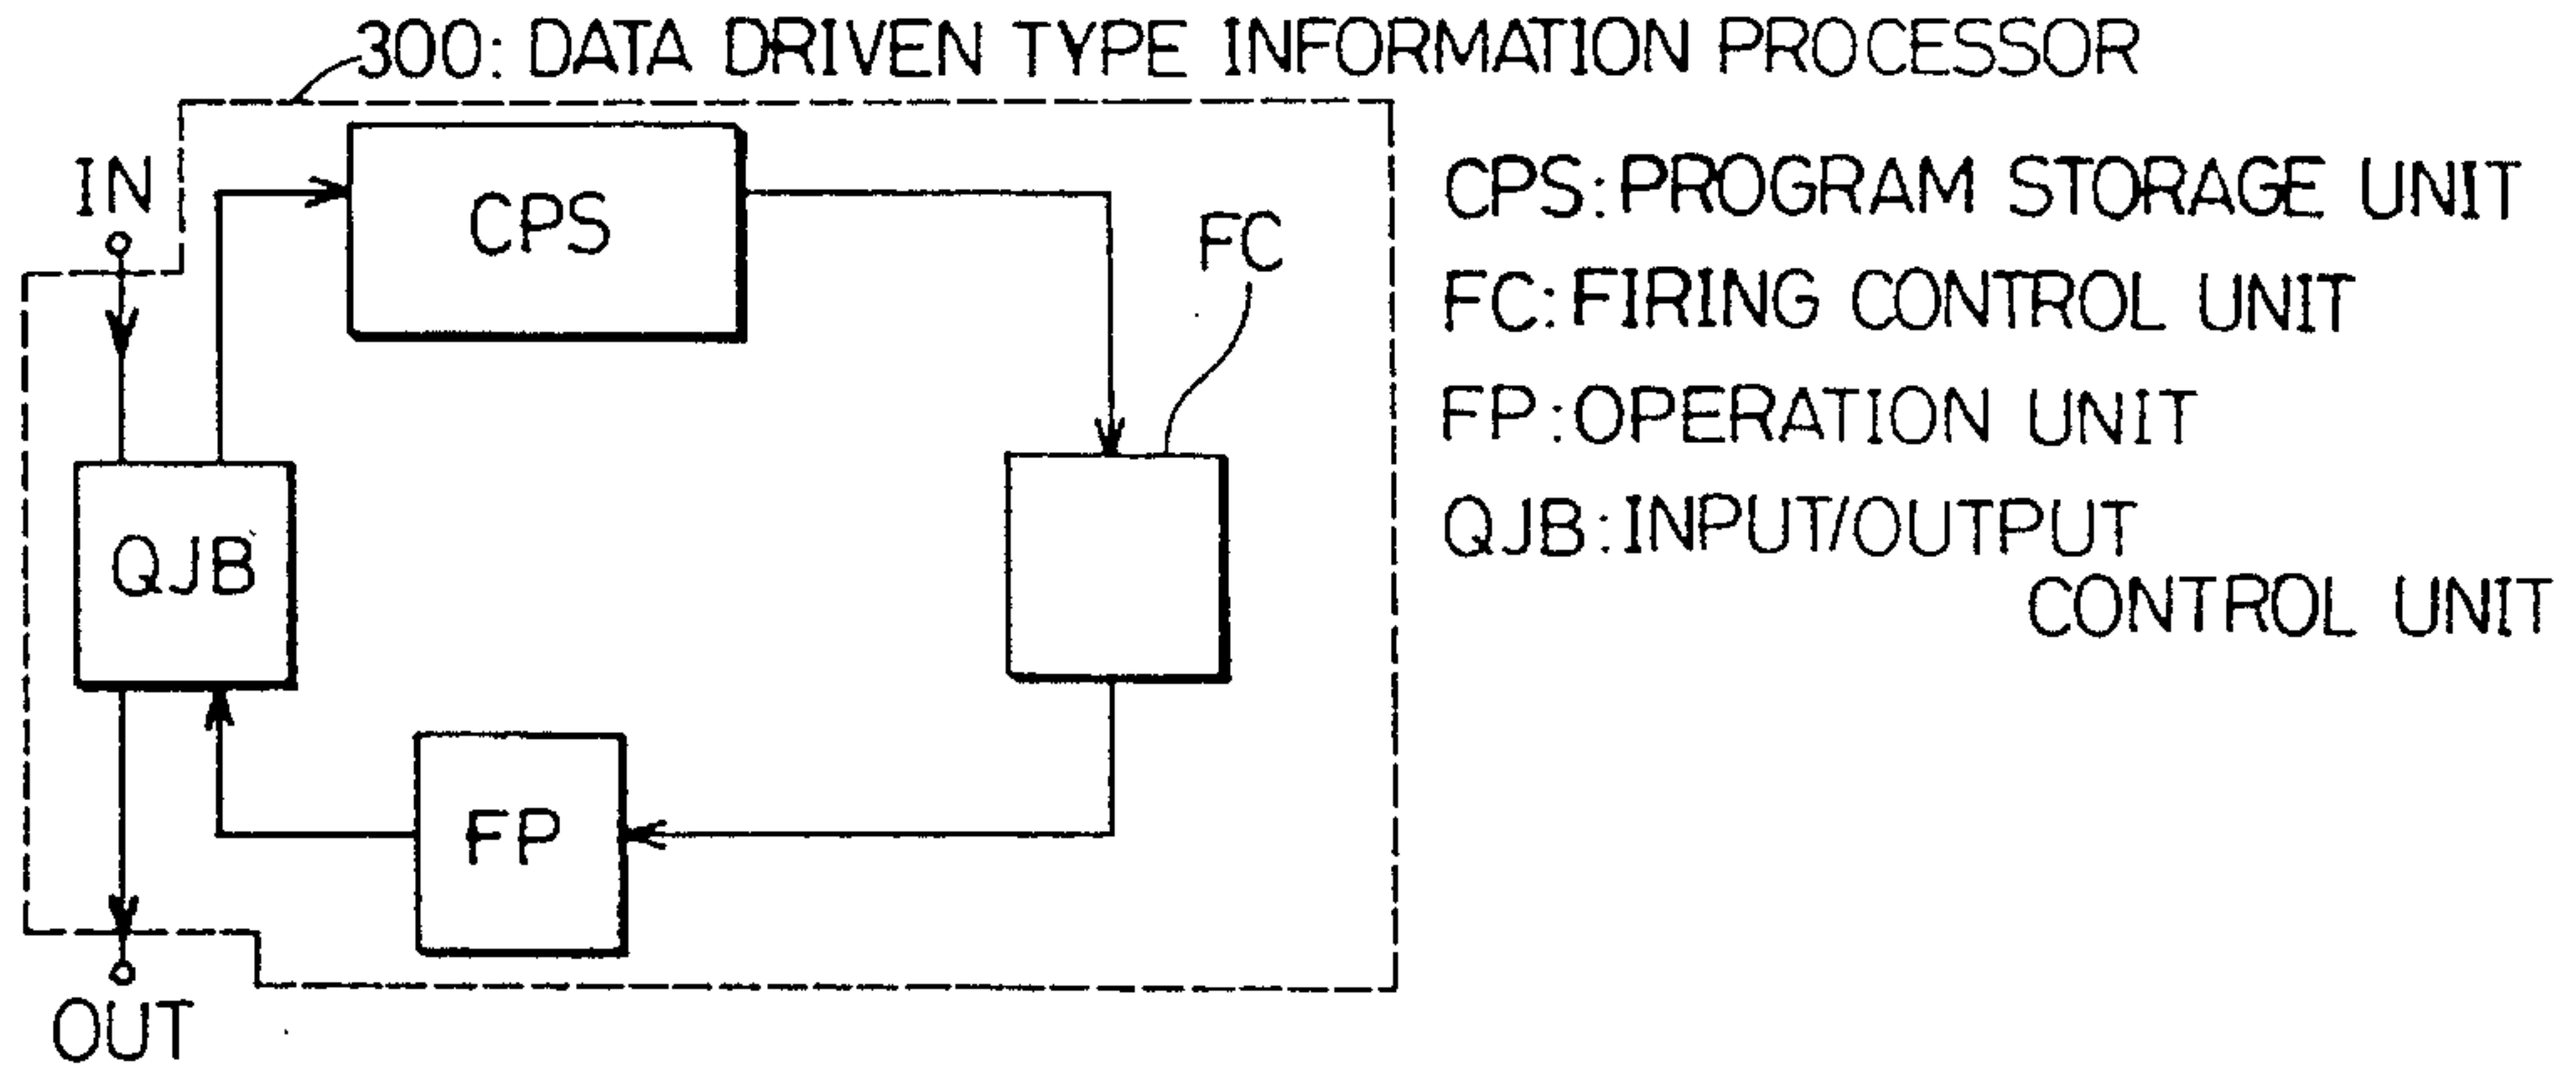 300: DATA DRIVEN TYPE INFORMATION PROCESSOR
IN
CPS
FC
QJB
FP
OUT
CPS:PROGRAM STORAGE UNIT
FC:FIRING CONTROL UNIT
FP:OPERATION UNIT
QJB:INPUT/OUTPUT
CONTROL UNIT